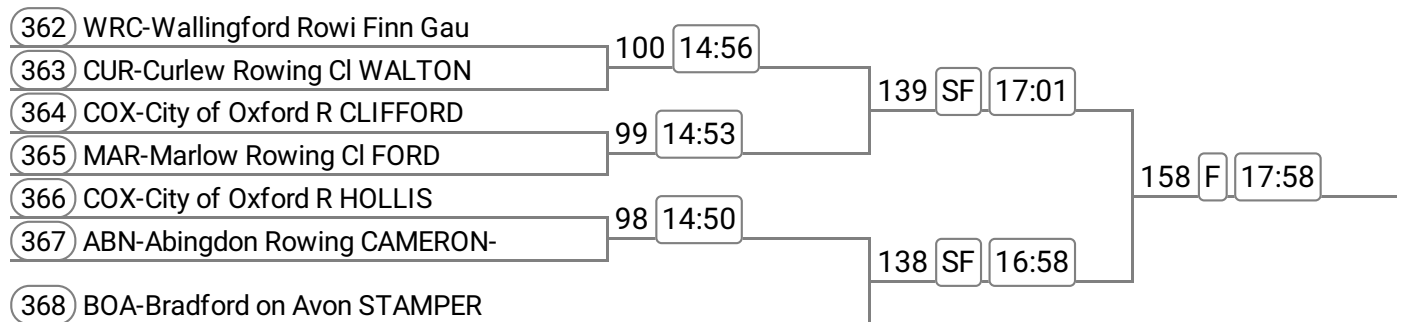 362 WRC-Wallingford Rowi Finn Gau
100 14:56
363 CUR-Curlew Rowing Cl WALTON
139 SF 17:01
364 COX-City of Oxford R CLIFFORD
99 14:53
365 MAR-Marlow Rowing Cl FORD
158 F 17:58
366 COX-City of Oxford R HOLLIS
98 14:50
367 ABN-Abingdon Rowing CAMERON-
138 SF 16:58
368 BOA-Bradford on Avon STAMPER